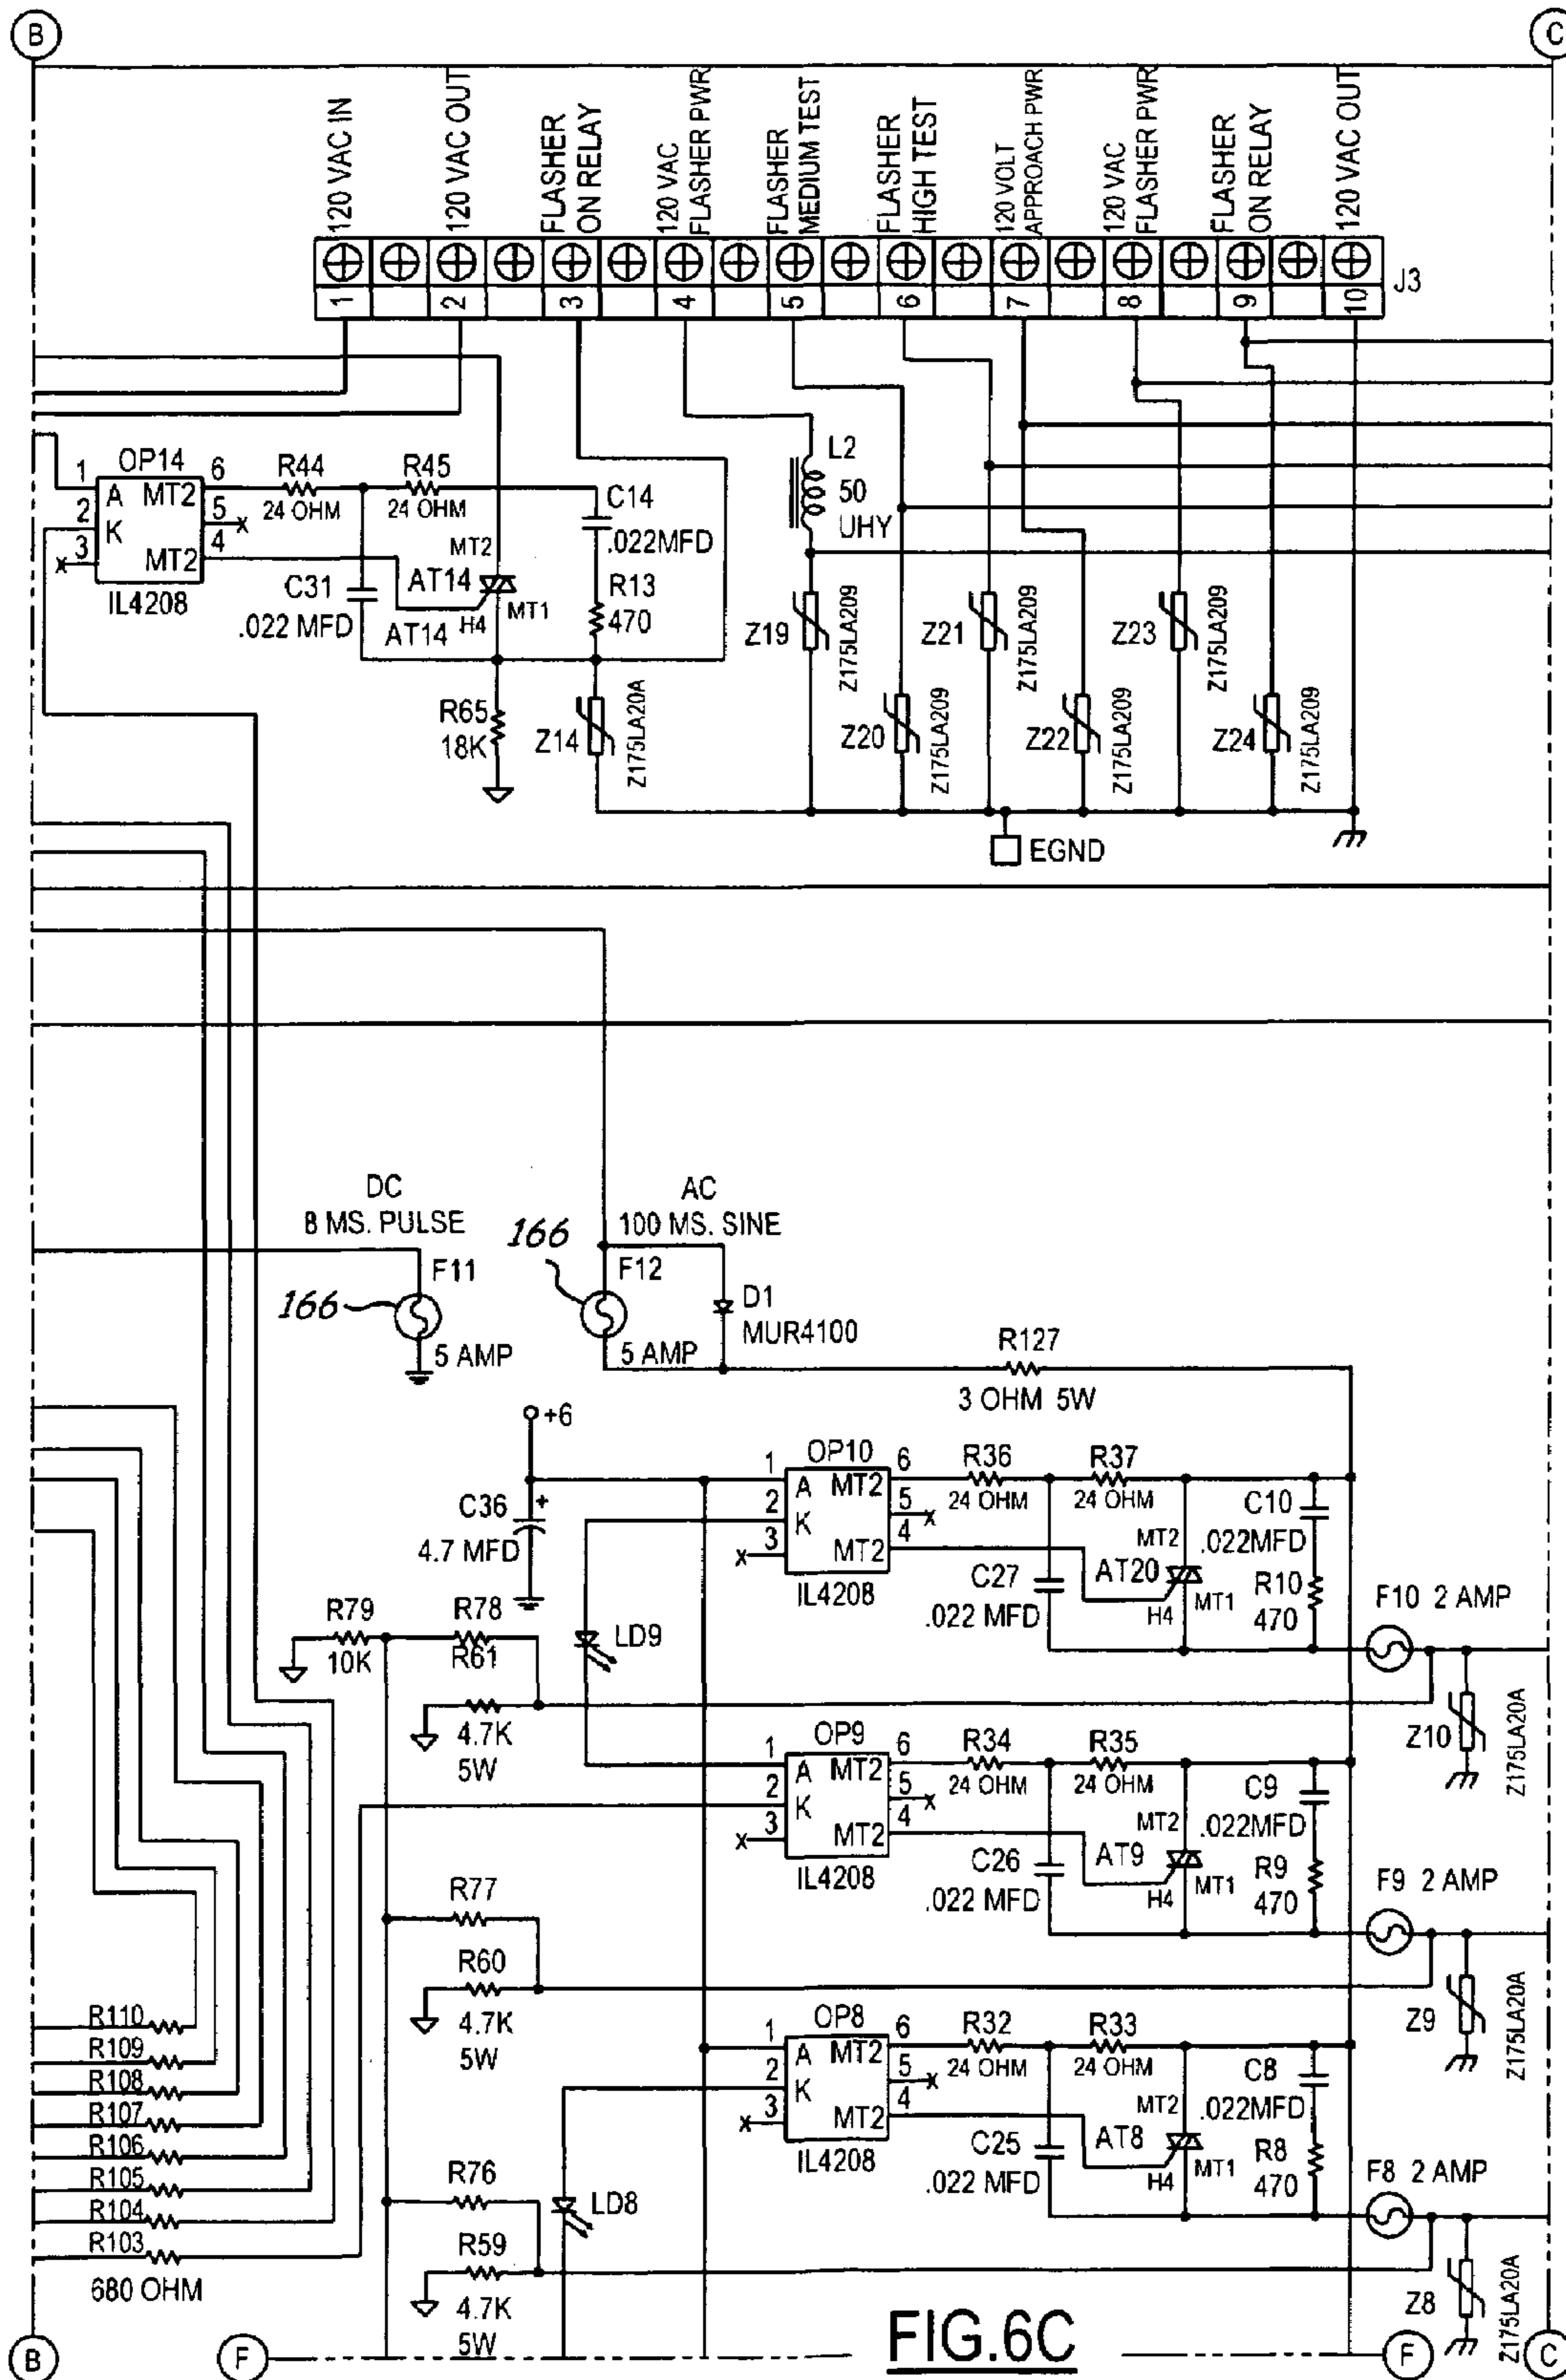 B
C
120 VAC IN
120 VAC OUT
FLASHER
ON RELAY
120 VAC
FLASHER PWR
FLASHER
MEDIUM TEST
FLASHER
HIGH TEST
120 VOLT
APPROACH PWR
120 VAC
FLASHER PWR
FLASHER
ON RELAY
120 VAC OUT
1
2
3
4
5
6
7
8
9
10
J3
OP14
1
2
3
A MT2
K
MT2
6
5
4
x
x
IL4208
R44
24 OHM
R45
24 OHM
C14
.022MFD
MT2
AT14
MT1
C31
.022 MFD
AT14
H4
R13
470
R65
18K
Z14
Z175LA20A
L2
50
UHY
Z19
Z175LA209
Z20
Z175LA209
Z21
Z175LA209
Z22
Z175LA209
Z23
Z175LA209
Z24
Z175LA209
EGND
DC
8 MS. PULSE
166
F11
5 AMP
AC
100 MS. SINE
166
F12
5 AMP
D1
MUR4100
R127
3 OHM 5W
+6
C36
+
4.7 MFD
OP10
1
2
3
A MT2
K
MT2
6
5
4
x
x
IL4208
R36
24 OHM
R37
24 OHM
C10
.022MFD
MT2
AT20
MT1
H4
C27
.022 MFD
R10
470
F10 2 AMP
Z10
Z175LA20A
R79
10K
R78
R61
4.7K
5W
LD9
OP9
1
2
3
A MT2
K
MT2
6
5
4
x
x
IL4208
R34
24 OHM
R35
24 OHM
C9
.022MFD
MT2
AT9
MT1
H4
C26
.022 MFD
R9
470
F9 2 AMP
Z9
Z175LA20A
R77
R60
4.7K
5W
OP8
1
2
3
A MT2
K
MT2
6
5
4
x
x
IL4208
R32
24 OHM
R33
24 OHM
C8
.022MFD
MT2
AT8
MT1
H4
C25
.022 MFD
R8
470
F8 2 AMP
Z8
Z175LA20A
R76
LD8
R59
4.7K
5W
R110
R109
R108
R107
R106
R105
R104
R103
680 OHM
FIG.6C
B
F
F
C